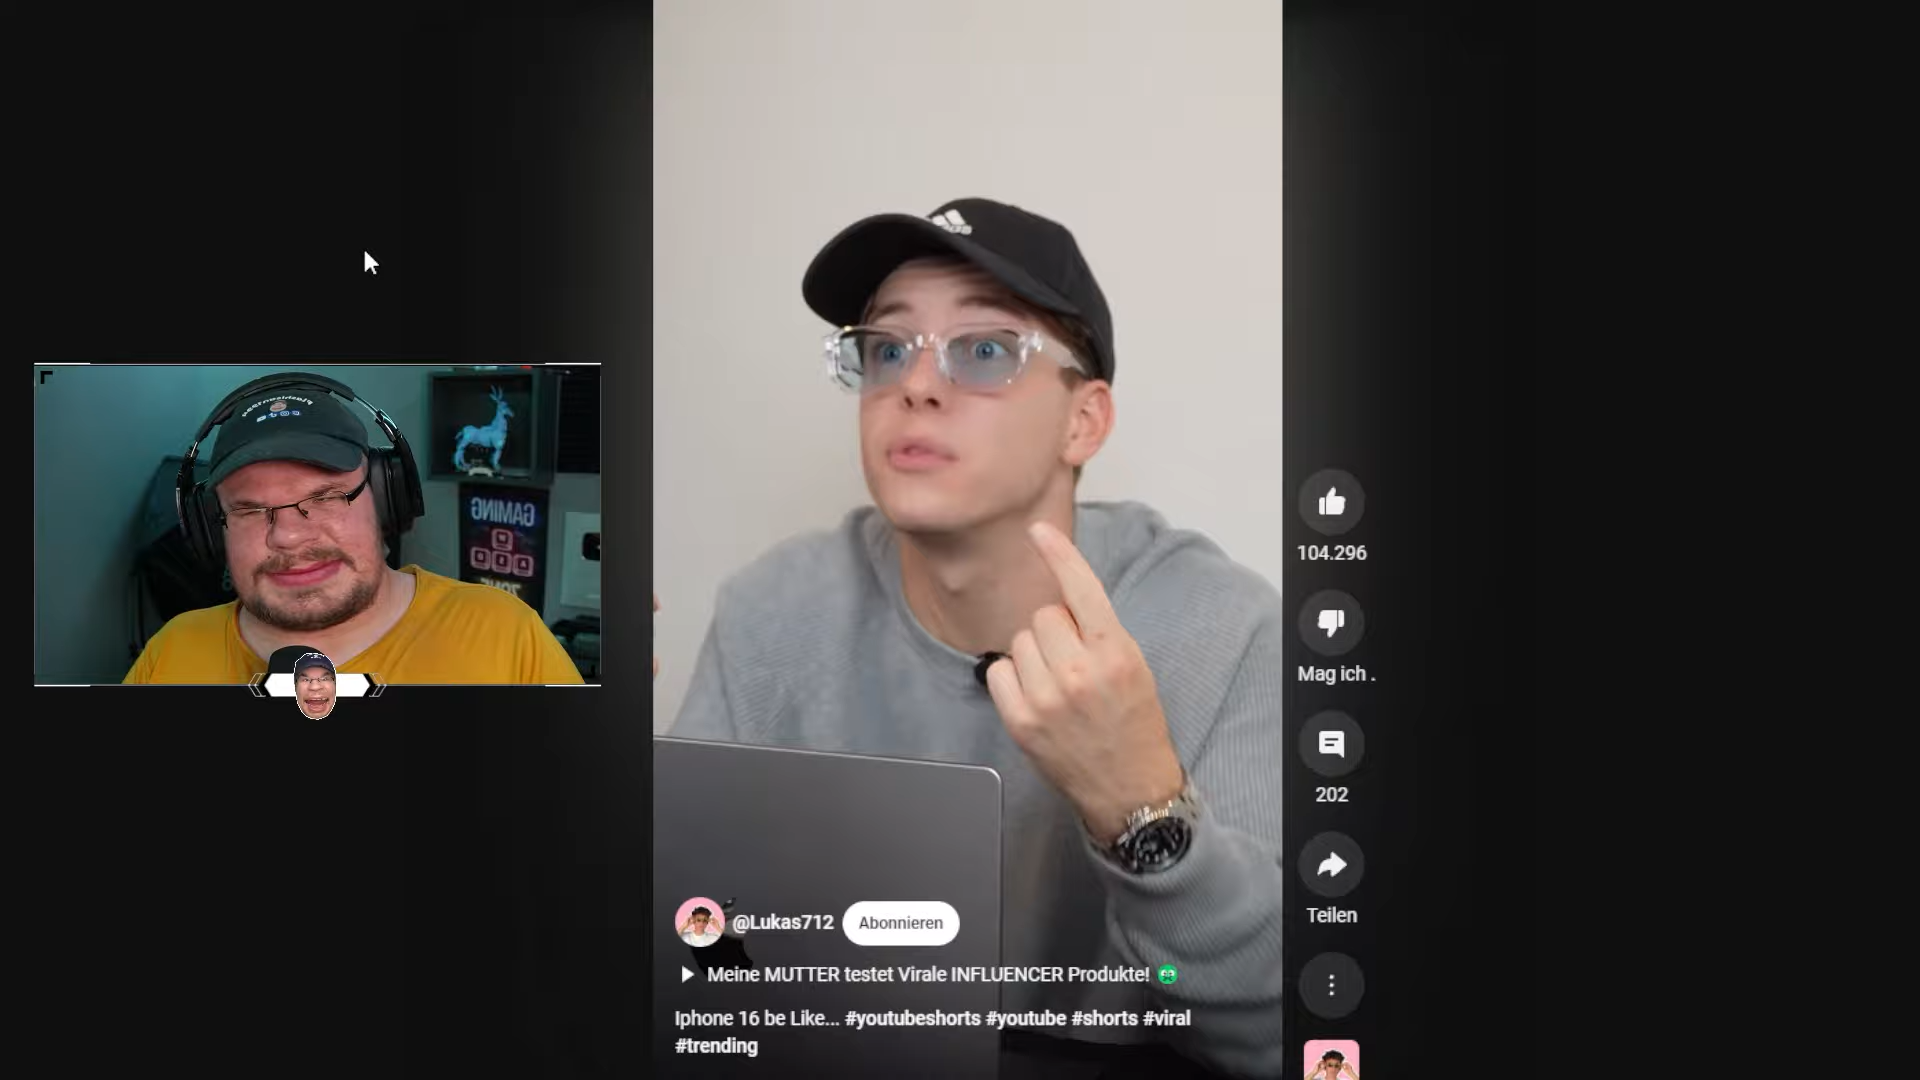 GAMING
104.296
Mag ich .
202
Teilen
@Lukas712
Abonnieren
Meine MUTTER testet Virale INFLUENCER Produkte!
Iphone 16 be Like... #youtubeshorts #youtube #shorts #viral
#trending